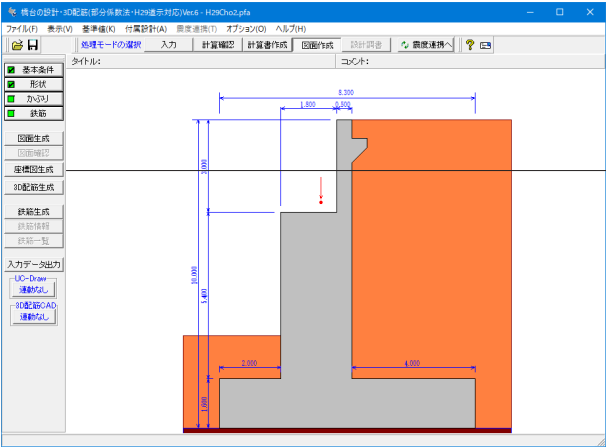 橋台の設計・3D配筋(部分係数法・H29道示対応)Ver.6 - H29Cho2.pfa
ファイル(F) 表示(V) 基準値(K) 付属設計(A) 震度連携(T) オプション(O) ヘルプ(H)
処理モードの選択 入力 計算確認 計算書作成 図面作成 設計調書 震度連携へ
タイトル: コメント:
基本条件
形状
かぶり
鉄筋
図面生成
図面確認
座標図生成
3D配筋生成
鉄筋生成
鉄筋情報
鉄筋一覧
入力データ出力
UC-Draw
連動なし
3D配筋CAD
連動なし
8.300
1.800 0.500
3.000
10.000
5.400
2.000 4.000
1.600